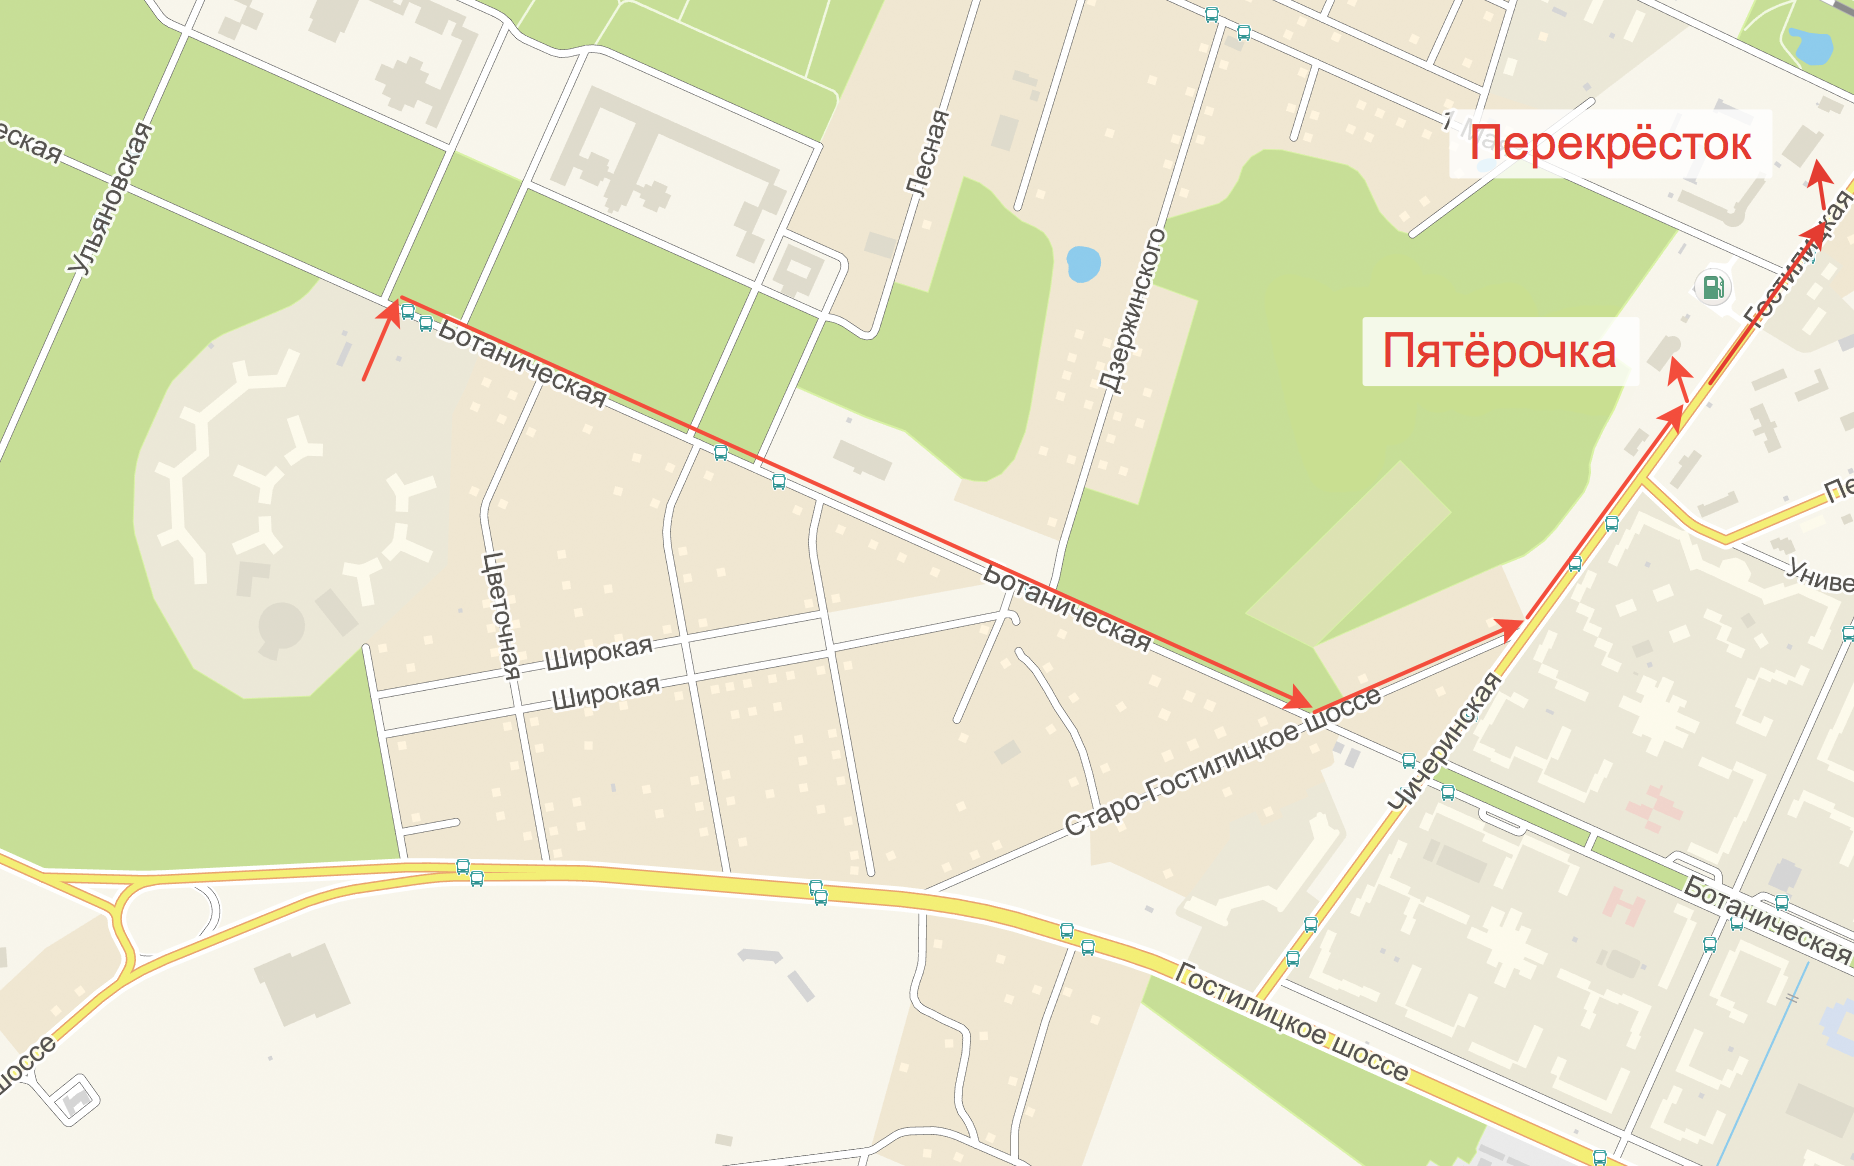 еская
Ульяновская
Лесная
Дзержинского
Перекрёсток
Гостилицкая
Пятёрочка
Ботаническая
Пе
Униве
Цветочная
Ботаническая
Широкая
Широкая
Чичеринская
Старо-Гостилицкое шоссе
Ботаническая
Гостилицкое шоссе
шоссе